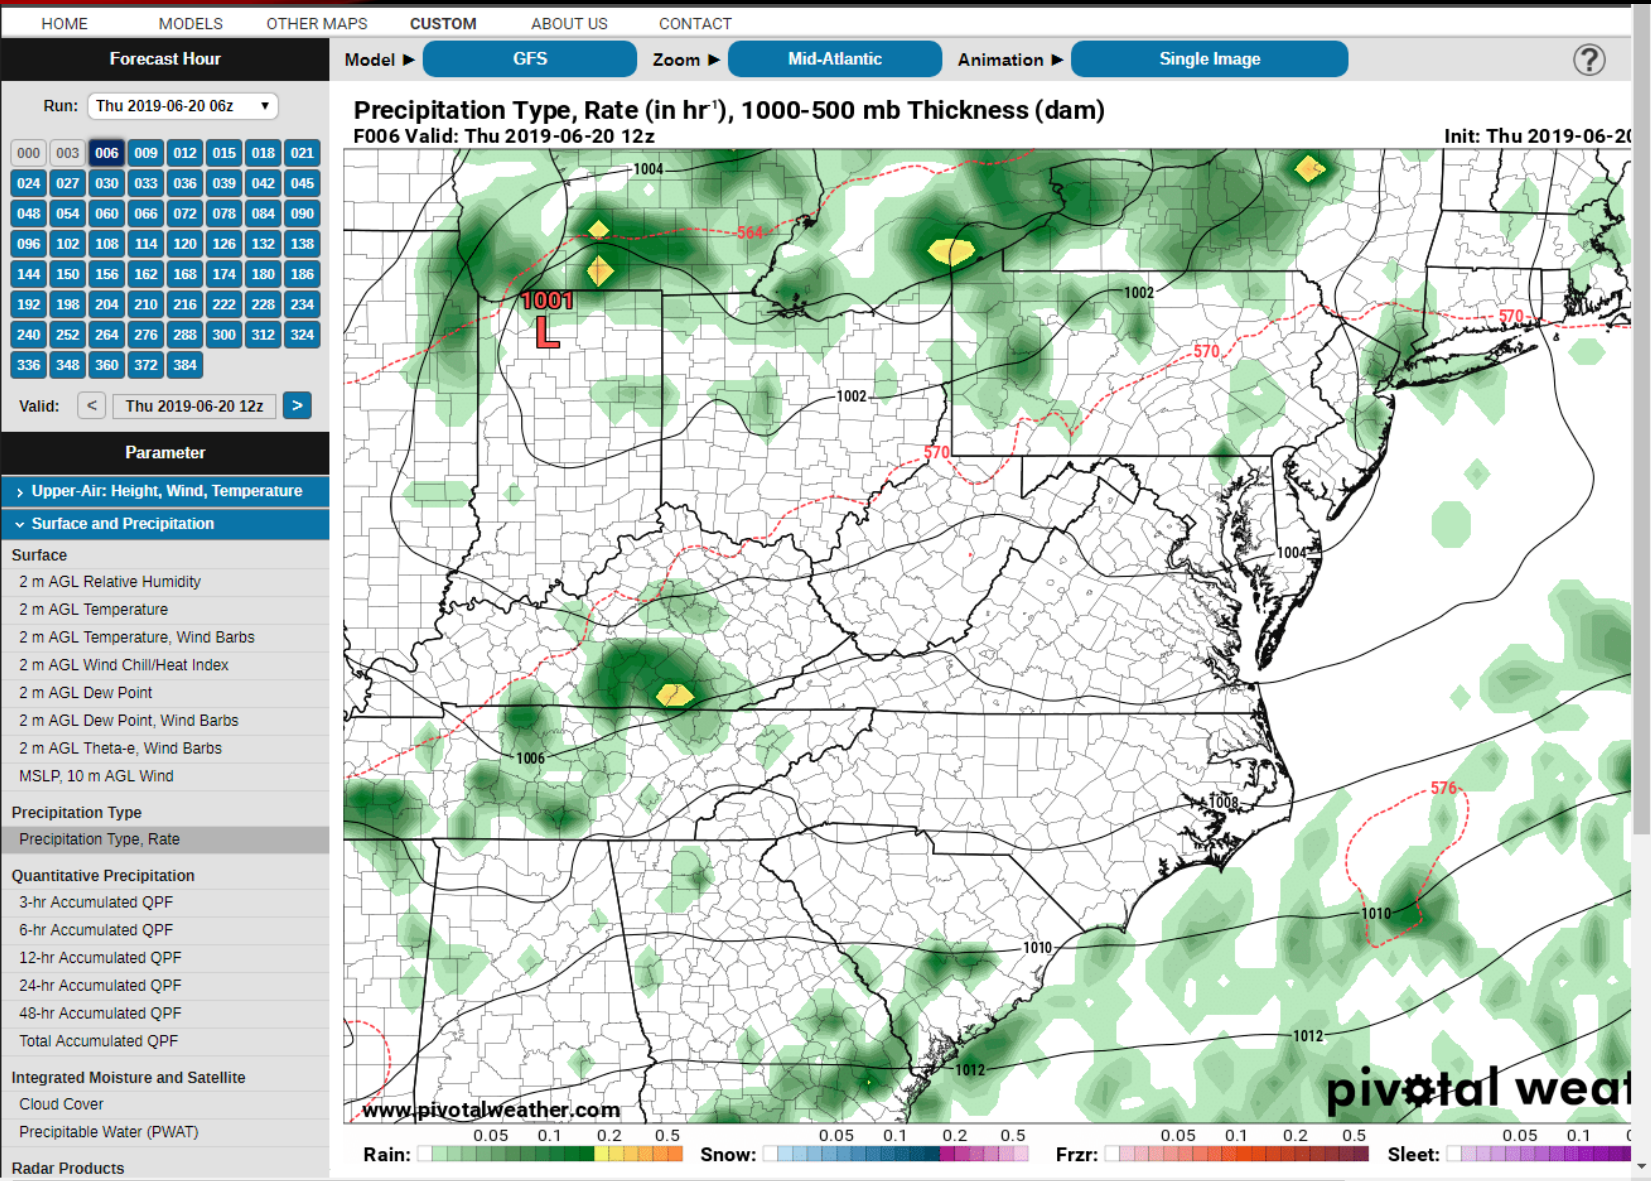 HOME MODELS OTHER MAPS CUSTOM ABOUT US CONTACT
Forecast Hour
Model ► GFS Zoom ► Mid-Atlantic Animation ► Single Image ?
Run: Thu 2019-06-20 06z ▼
000 003 006 009 012 015 018 021
024 027 030 033 036 039 042 045
048 054 060 066 072 078 084 090
096 102 108 114 120 126 132 138
144 150 156 162 168 174 180 186
192 198 204 210 216 222 228 234
240 252 264 276 288 300 312 324
336 348 360 372 384
Valid: < Thu 2019-06-20 12z >
Parameter
Upper-Air: Height, Wind, Temperature
Surface and Precipitation
Surface
2 m AGL Relative Humidity
2 m AGL Temperature
2 m AGL Temperature, Wind Barbs
2 m AGL Wind Chill/Heat Index
2 m AGL Dew Point
2 m AGL Dew Point, Wind Barbs
2 m AGL Theta-e, Wind Barbs
MSLP, 10 m AGL Wind
Precipitation Type
Precipitation Type, Rate
Quantitative Precipitation
3-hr Accumulated QPF
6-hr Accumulated QPF
12-hr Accumulated QPF
24-hr Accumulated QPF
48-hr Accumulated QPF
Total Accumulated QPF
Integrated Moisture and Satellite
Cloud Cover
Precipitable Water (PWAT)
Radar Products
Precipitation Type, Rate (in hr⁻¹), 1000-500 mb Thickness (dam)
F006 Valid: Thu 2019-06-20 12z
Init: Thu 2019-06-20
1004
564
1002
1001
L
570
570
1002
570
1004
1006
576
1008
1010
1010
1012
1012
pivotal weat
www.pivotalweather.com
0.05 0.1 0.2 0.5 0.05 0.1 0.2 0.5 0.05 0.1 0.2 0.5 0.05 0.1
Rain: Snow: Frzr: Sleet: